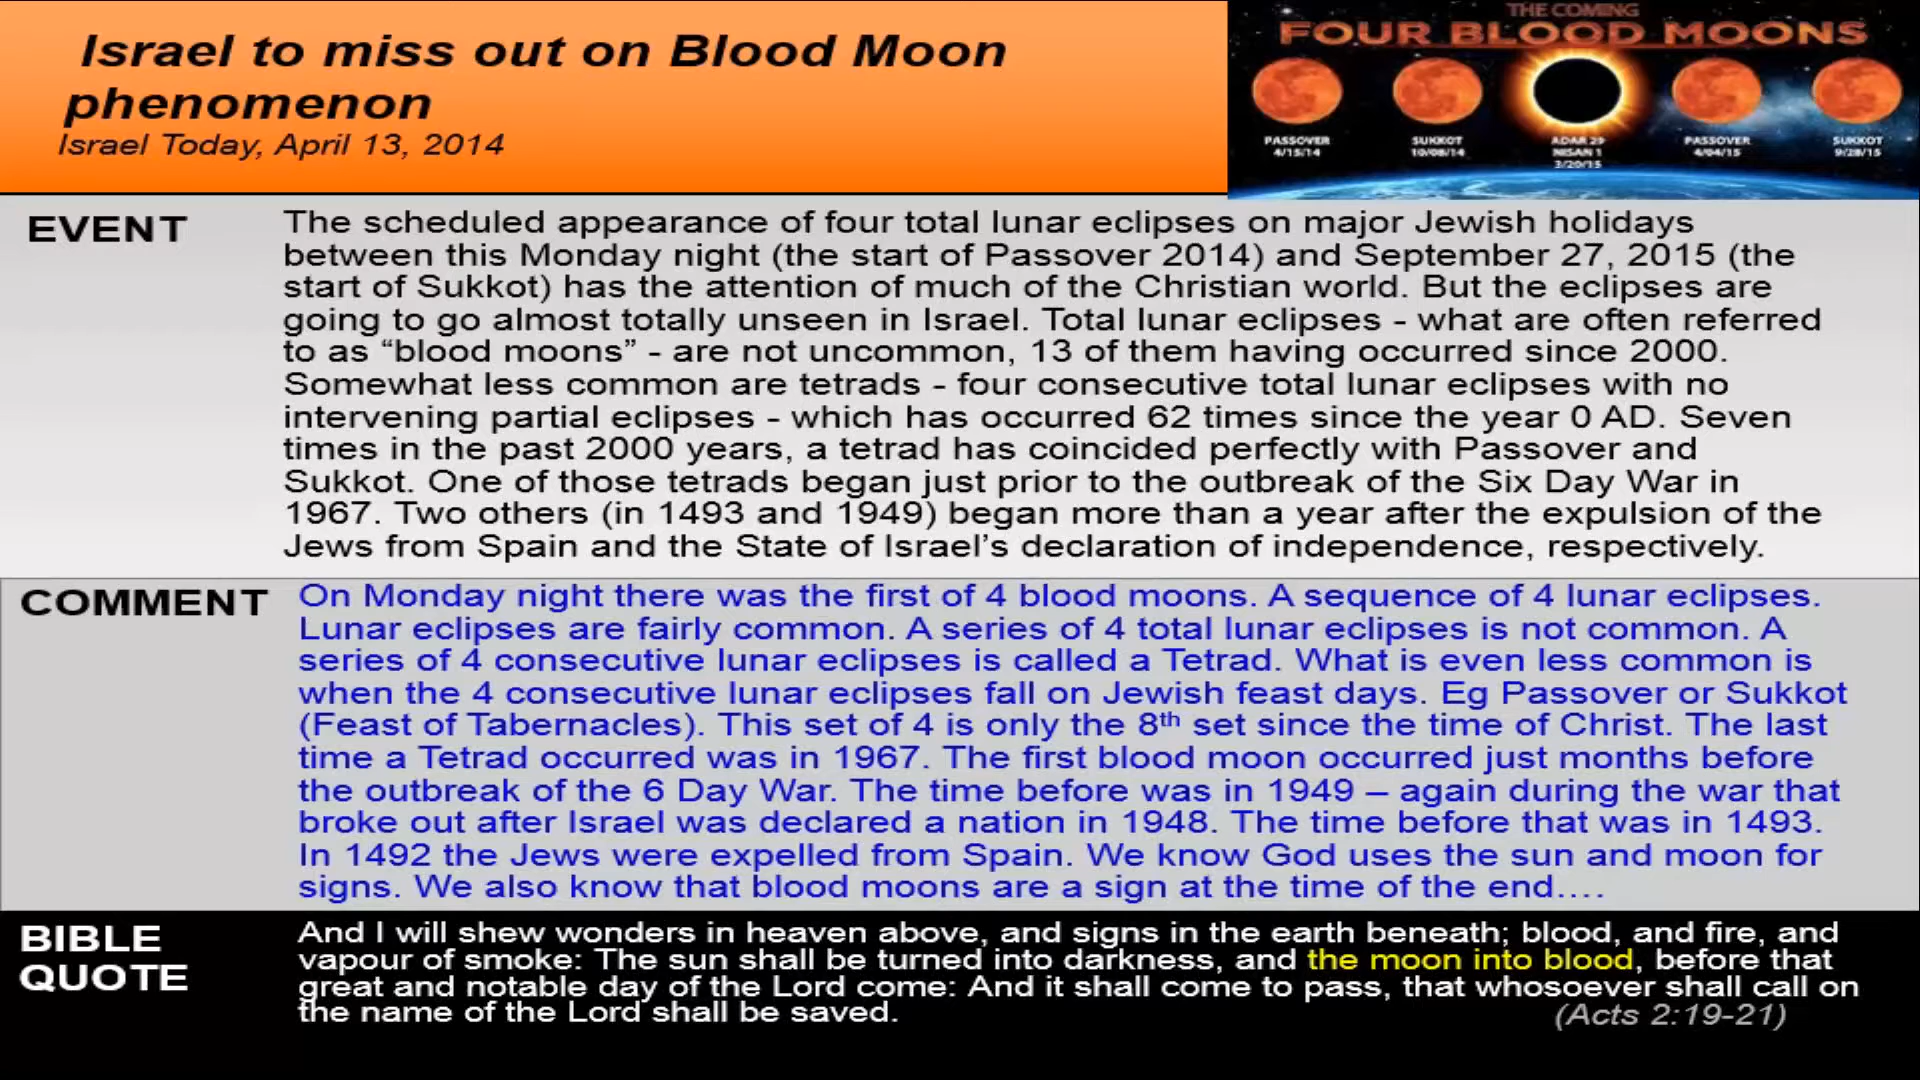 Israel to miss out on Blood Moon
phenomenon
Israel Today, April 13, 2014
THE COMING
FOUR BLOOD MOONS
PASSOVER
4/15/14
SUKKOT
10/08/14
ADAR 29
NISAN 1
3/20/15
PASSOVER
4/04/15
SUKKOT
9/28/15
EVENT
The scheduled appearance of four total lunar eclipses on major Jewish holidays
between this Monday night (the start of Passover 2014) and September 27, 2015 (the
start of Sukkot) has the attention of much of the Christian world. But the eclipses are
going to go almost totally unseen in Israel. Total lunar eclipses - what are often referred
to as “blood moons” - are not uncommon, 13 of them having occurred since 2000.
Somewhat less common are tetrads - four consecutive total lunar eclipses with no
intervening partial eclipses - which has occurred 62 times since the year 0 AD. Seven
times in the past 2000 years, a tetrad has coincided perfectly with Passover and
Sukkot. One of those tetrads began just prior to the outbreak of the Six Day War in
1967. Two others (in 1493 and 1949) began more than a year after the expulsion of the
Jews from Spain and the State of Israel’s declaration of independence, respectively.
COMMENT
On Monday night there was the first of 4 blood moons. A sequence of 4 lunar eclipses.
Lunar eclipses are fairly common. A series of 4 total lunar eclipses is not common. A
series of 4 consecutive lunar eclipses is called a Tetrad. What is even less common is
when the 4 consecutive lunar eclipses fall on Jewish feast days. Eg Passover or Sukkot
(Feast of Tabernacles). This set of 4 is only the 8th set since the time of Christ. The last
time a Tetrad occurred was in 1967. The first blood moon occurred just months before
the outbreak of the 6 Day War. The time before was in 1949 – again during the war that
broke out after Israel was declared a nation in 1948. The time before that was in 1493.
In 1492 the Jews were expelled from Spain. We know God uses the sun and moon for
signs. We also know that blood moons are a sign at the time of the end….
BIBLE
QUOTE
And I will shew wonders in heaven above, and signs in the earth beneath; blood, and fire, and
vapour of smoke: The sun shall be turned into darkness, and the moon into blood, before that
great and notable day of the Lord come: And it shall come to pass, that whosoever shall call on
the name of the Lord shall be saved.
(Acts 2:19-21)